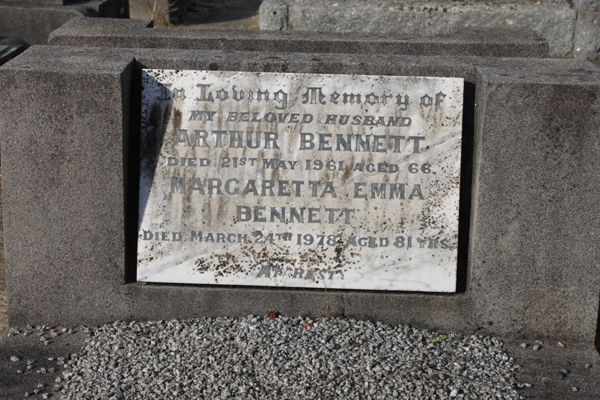 In Loving Memory of
MY BELOVED HUSBAND
ARTHUR BENNETT
DIED 21ST MAY 1961, AGED 66.
MARGARETTA EMMA
BENNETT
DIED MARCH 24TH 1978, AGED 81 YRS.
AT REST